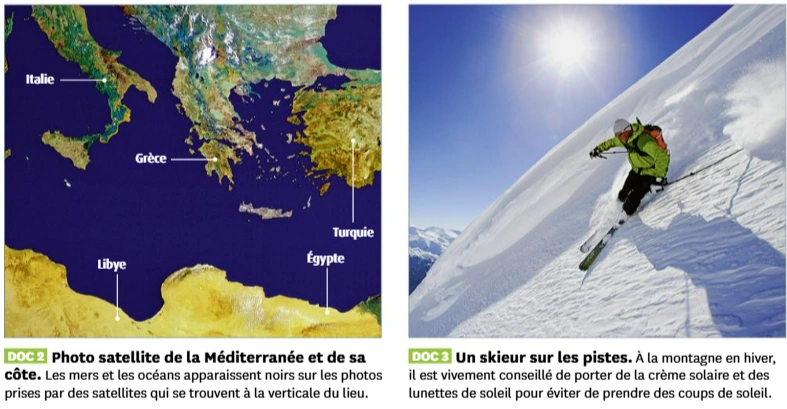 Italie
Grèce
Turquie
Libye
Égypte
DOC 2 Photo satellite de la Méditerranée et de sa
côte. Les mers et les océans apparaissent noirs sur les photos
prises par des satellites qui se trouvent à la verticale du lieu.
DOC 3 Un skieur sur les pistes. À la montagne en hiver,
il est vivement conseillé de porter de la crème solaire et des
lunettes de soleil pour éviter de prendre des coups de soleil.